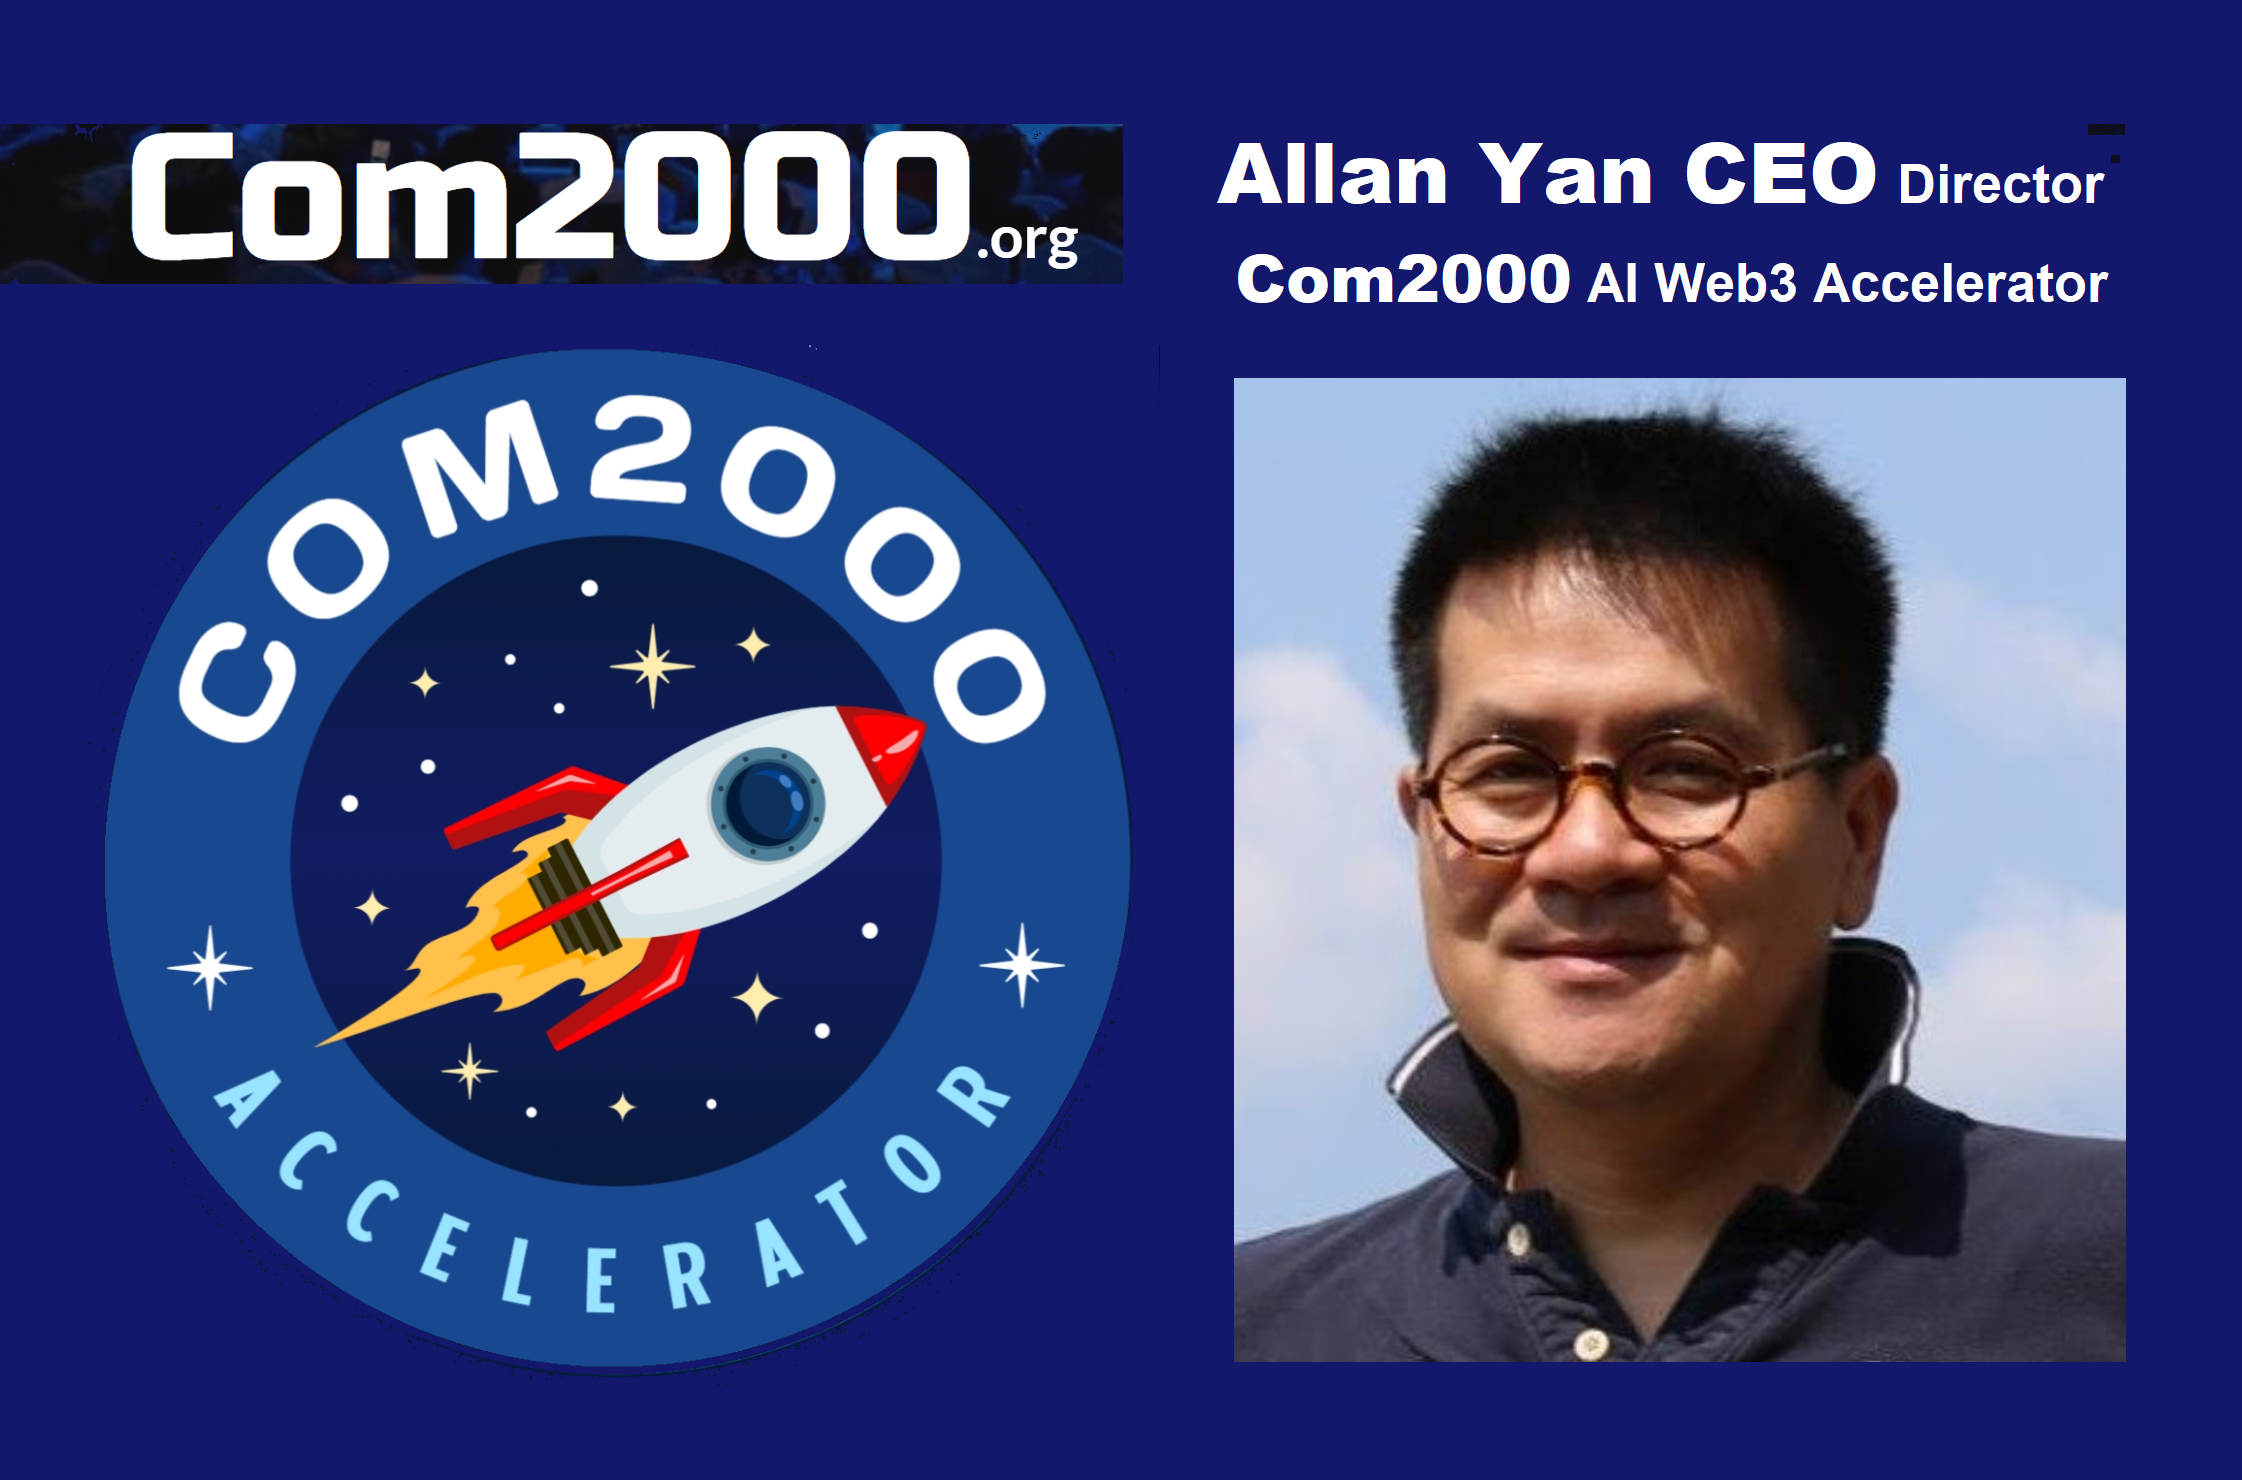 Com2000.org
Allan Yan CEO Director
Com2000 AI Web3 Accelerator
COM2000
ACCELERATOR